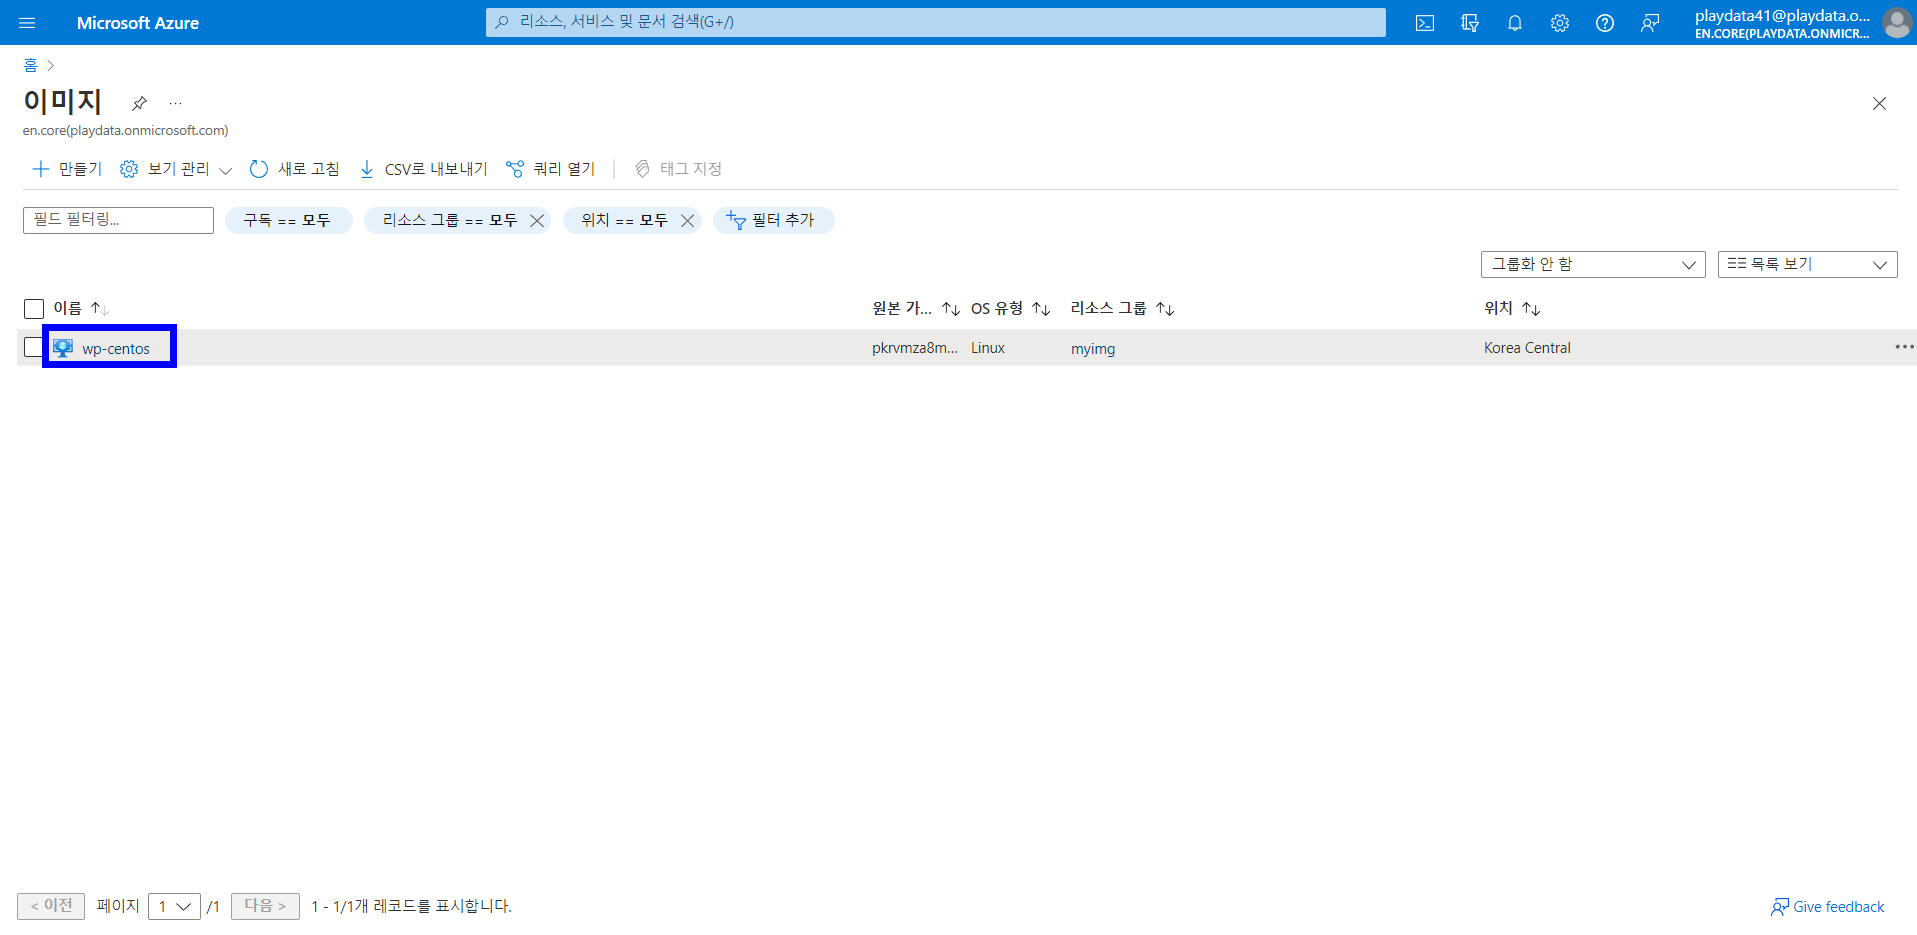 Microsoft Azure
리소스, 서비스 및 문서 검색(G+/)
playdata41@playdata.o...
EN.CORE(PLAYDATA.ONMICR...
홈
이미지
en.core(playdata.onmicrosoft.com)
만들기 보기 관리 새로 고침 CSV로 내보내기 쿼리 열기 태그 지정
필드 필터링... 구독 == 모두 리소스 그룹 == 모두 위치 == 모두 필터 추가
그룹화 안 함 목록 보기
이름 원본 가... OS 유형 리소스 그룹 위치
wp-centos pkrvmza8m... Linux myimg Korea Central
< 이전 페이지 1 /1 다음 > 1 - 1/1개 레코드를 표시합니다. Give feedback